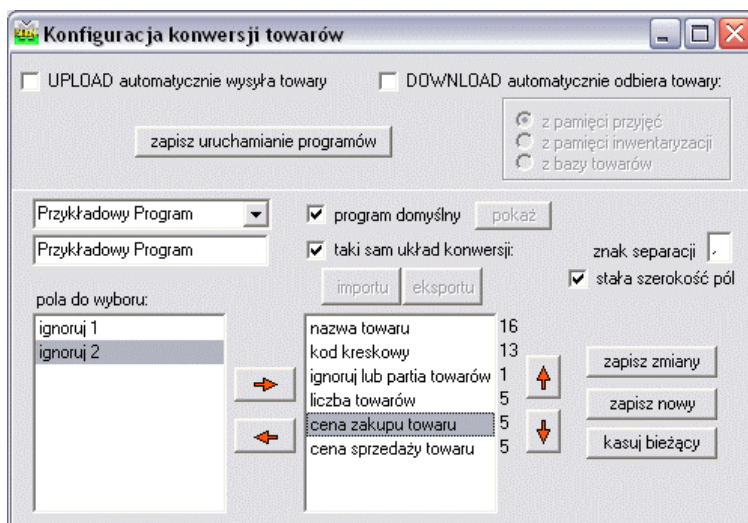 Konfiguracja konwersji towarów
UPLOAD automatycznie wysyła towary
DOWNLOAD automatycznie odbiera towary:
zapisz uruchamianie programów
z pamięci przyjęć
z pamięci inwentaryzacji
z bazy towarów
Przykładowy Program
program domyślny
pokaż
Przykładowy Program
taki sam układ konwersji:
znak separacji
importu
eksportu
stała szerokość pól
pola do wyboru:
ignoruj 1
ignoruj 2
nazwa towaru 16
kod kreskowy 13
ignoruj lub partia towarów 1
liczba towarów 5
cena zakupu towaru 5
cena sprzedaży towaru 5
zapisz zmiany
zapisz nowy
kasuj bieżący